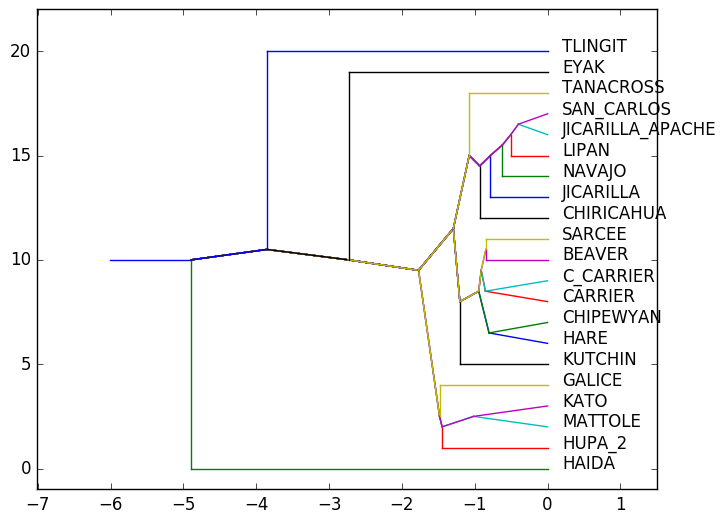 20
15
10
5
0
TLINGIT
EYAK
TANACROSS
SAN_CARLOS
JICARILLA_APACHE
LIPAN
NAVAJO
JICARILLA
CHIRICAHUA
SARCEE
BEAVER
C_CARRIER
CARRIER
CHIPEWYAN
HARE
KUTCHIN
GALICE
KATO
MATTOLE
HUPA_2
HAIDA
−7 −6 −5 −4 −3 −2 −1 0 1